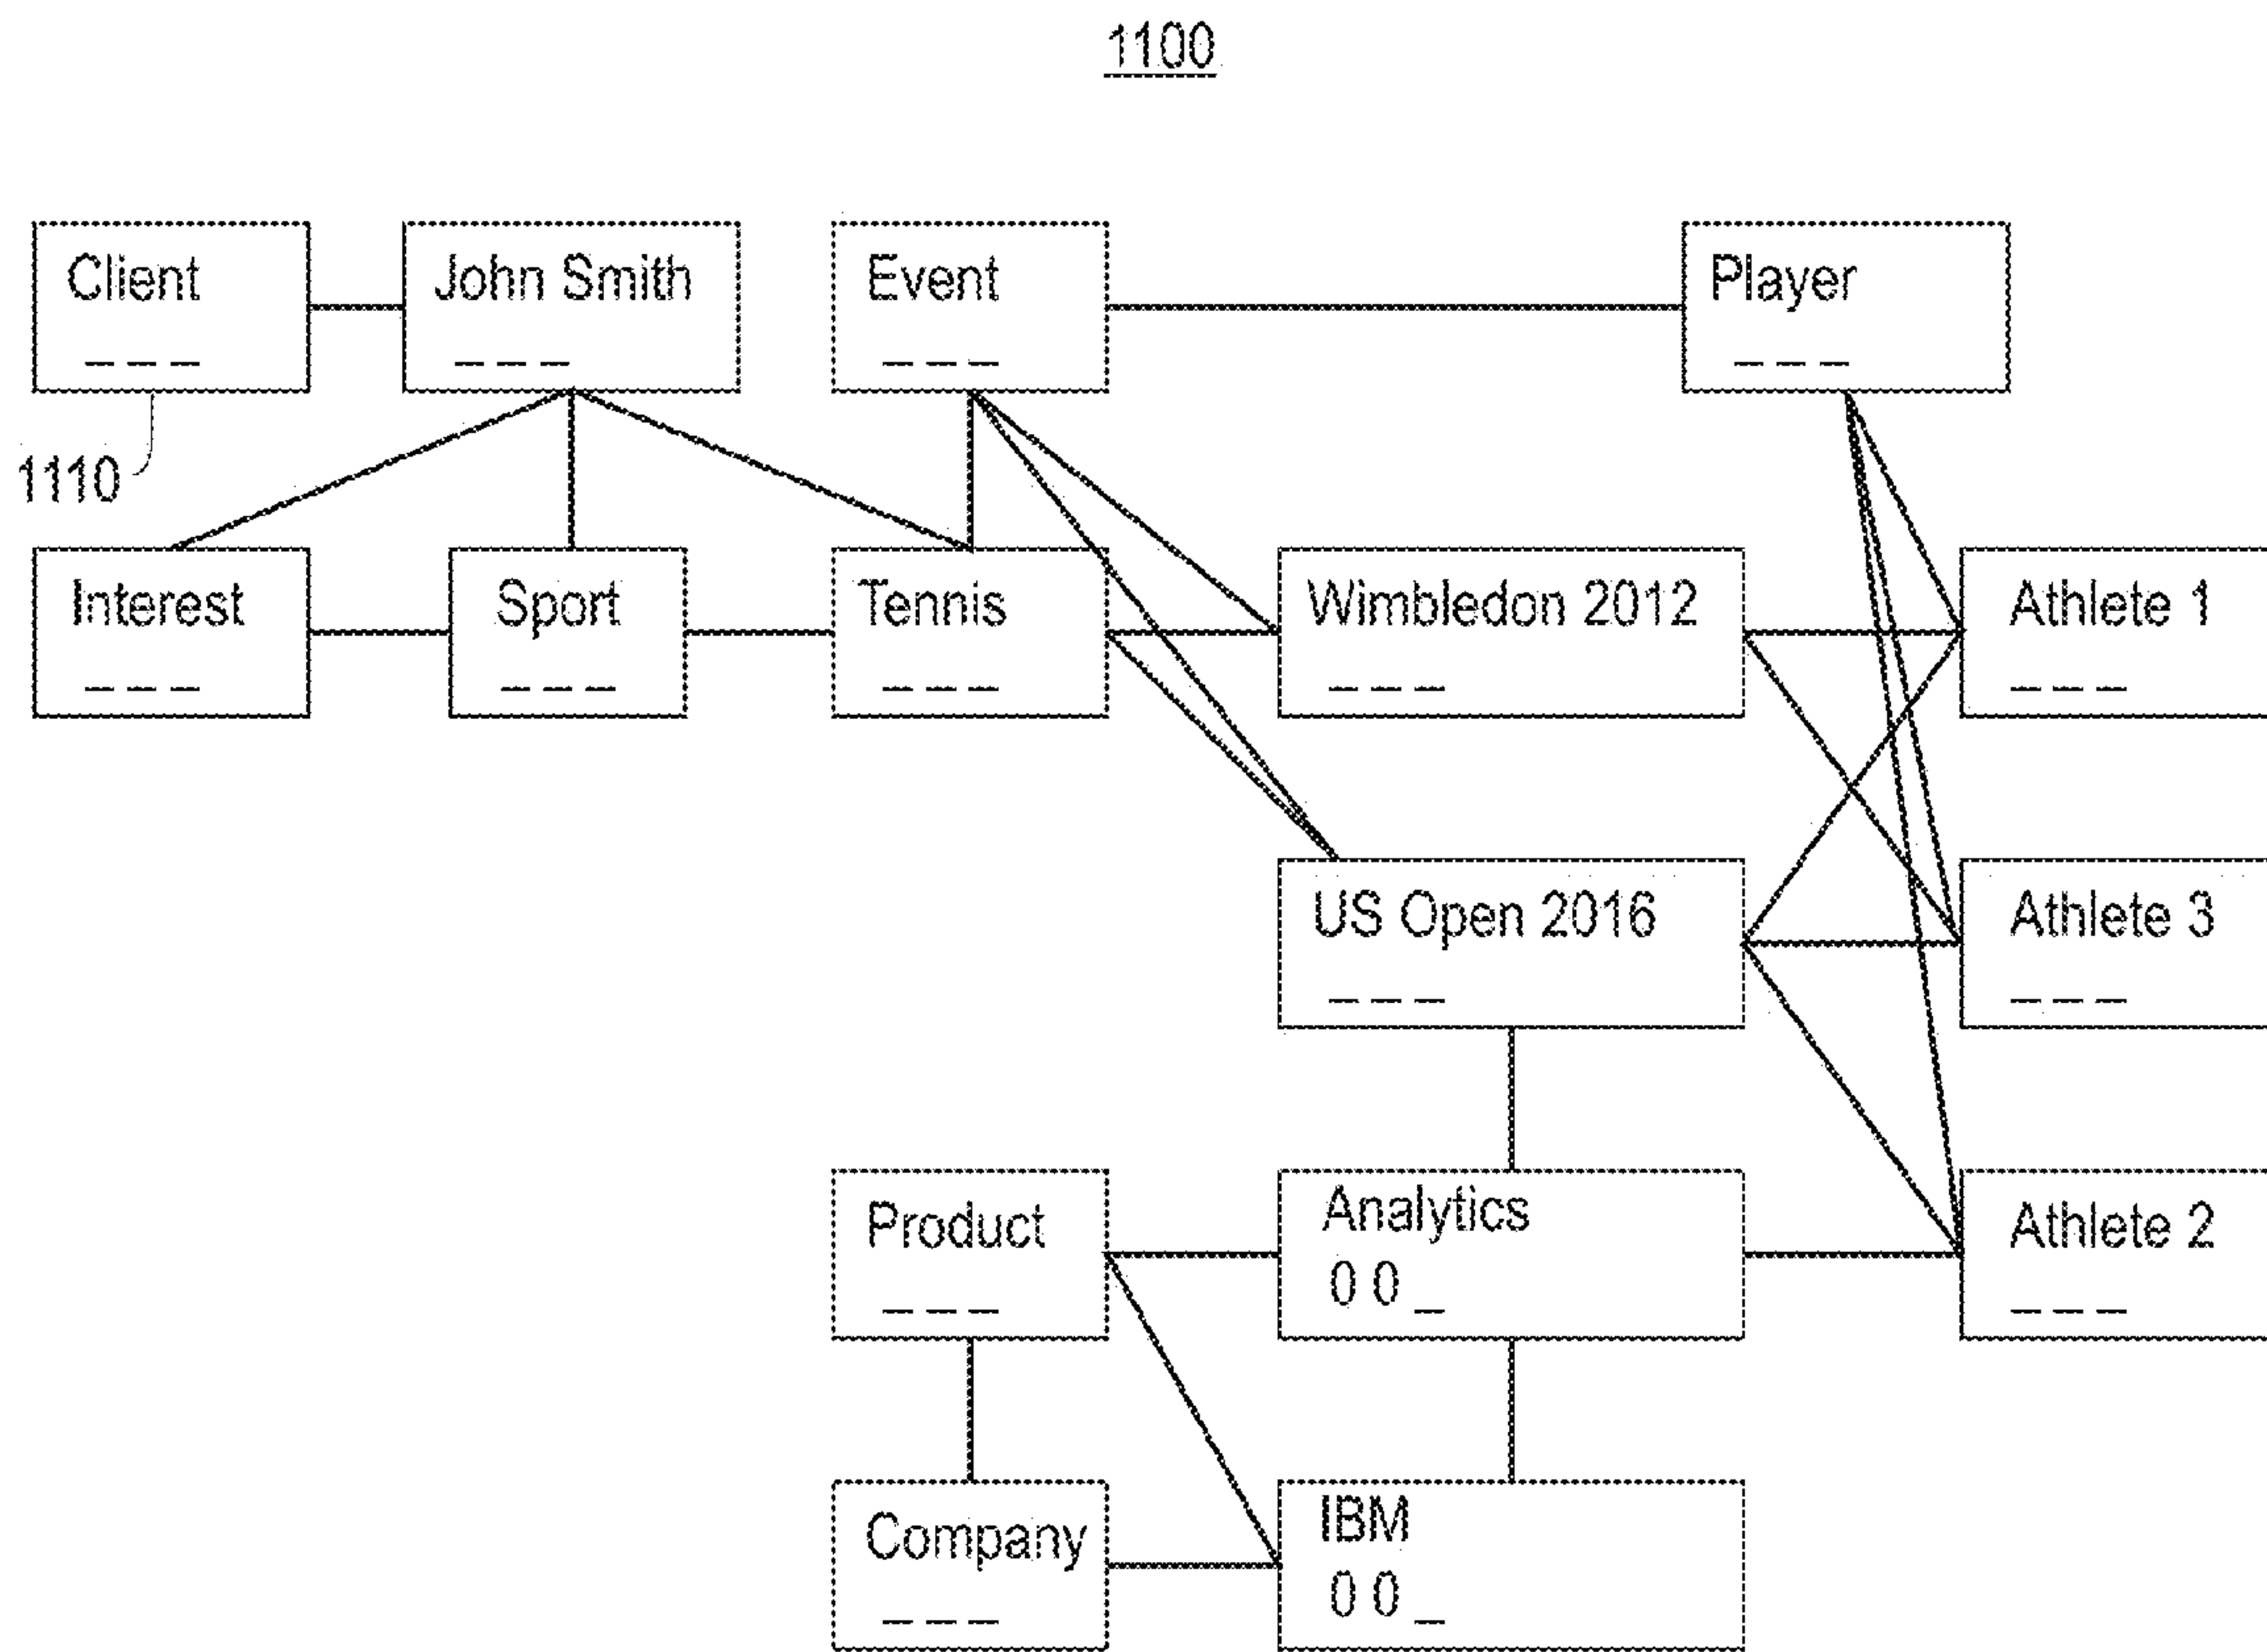 1100
Client
_ _ _
John Smith
_ _ _
Event
_ _ _
Player
_ _ _
1110
Interest
_ _ _
Sport
_ _ _
Tennis
_ _ _
Wimbledon 2012
_ _ _
Athlete 1
_ _ _
US Open 2016
_ _ _
Athlete 3
_ _ _
Product
_ _ _
Analytics
0 0 _
Athlete 2
_ _ _
Company
_ _ _
IBM
0 0 _